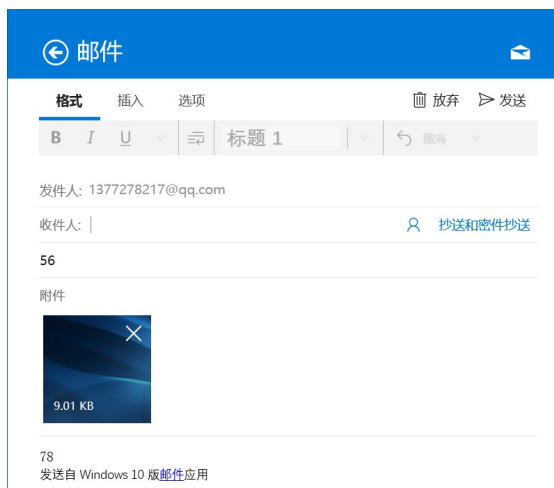 邮件
格式 插入 选项 放弃 发送
B I U 标题 1 撤消
发件人: 1377278217@qq.com
收件人: 抄送和密件抄送
56
附件
9.01 KB
78
发送自 Windows 10 版邮件应用